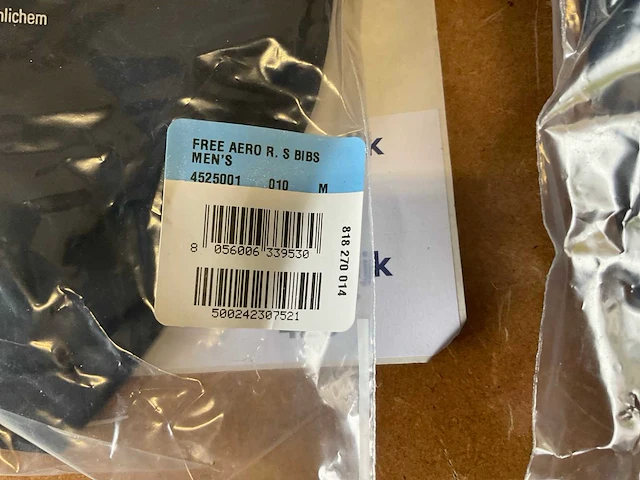 nlichem
FREE AERO R. S BIBS
MEN'S
4525001 010 M
8 056006 339530
818 270 014
500242307521
k
k